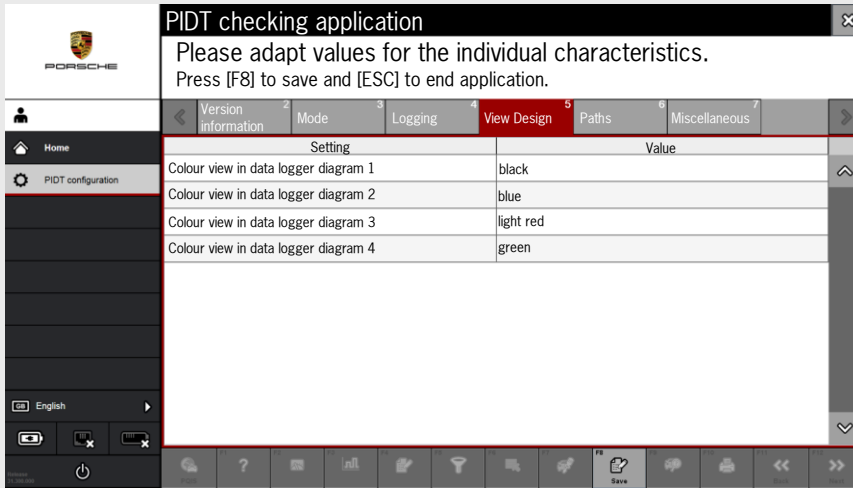 PORSCHE
PIDT checking application
Please adapt values for the individual characteristics.
Press [F8] to save and [ESC] to end application.
Version information 2
Mode 3
Logging 4
View Design 5
Paths 6
Miscellaneous 7
Home
PIDT configuration
Setting Value
Colour view in data logger diagram 1 black
Colour view in data logger diagram 2 blue
Colour view in data logger diagram 3 light red
Colour view in data logger diagram 4 green
GB English
F8
Save
Back
Next